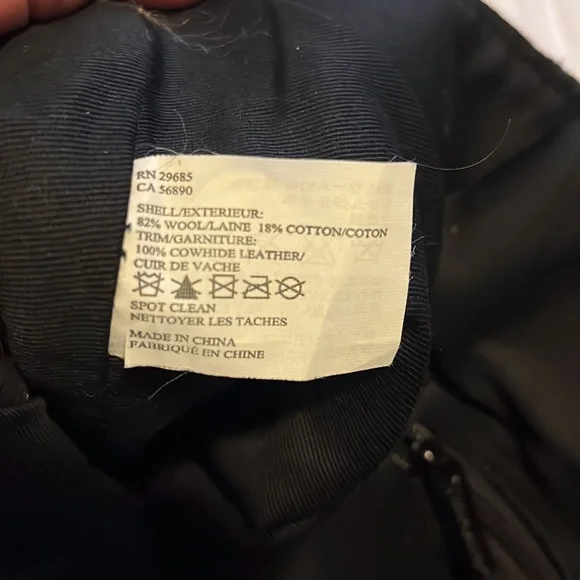 RN 29685
CA 56890
SHELL/EXTERIEUR:
82% WOOL/LAINE 18% COTTON/COTON
TRIM/GARNITURE:
100% COWHIDE LEATHER/
CUIR DE VACHE
SPOT CLEAN
NETTOYER LES TACHES
MADE IN CHINA
FABRIQUÉ EN CHINE